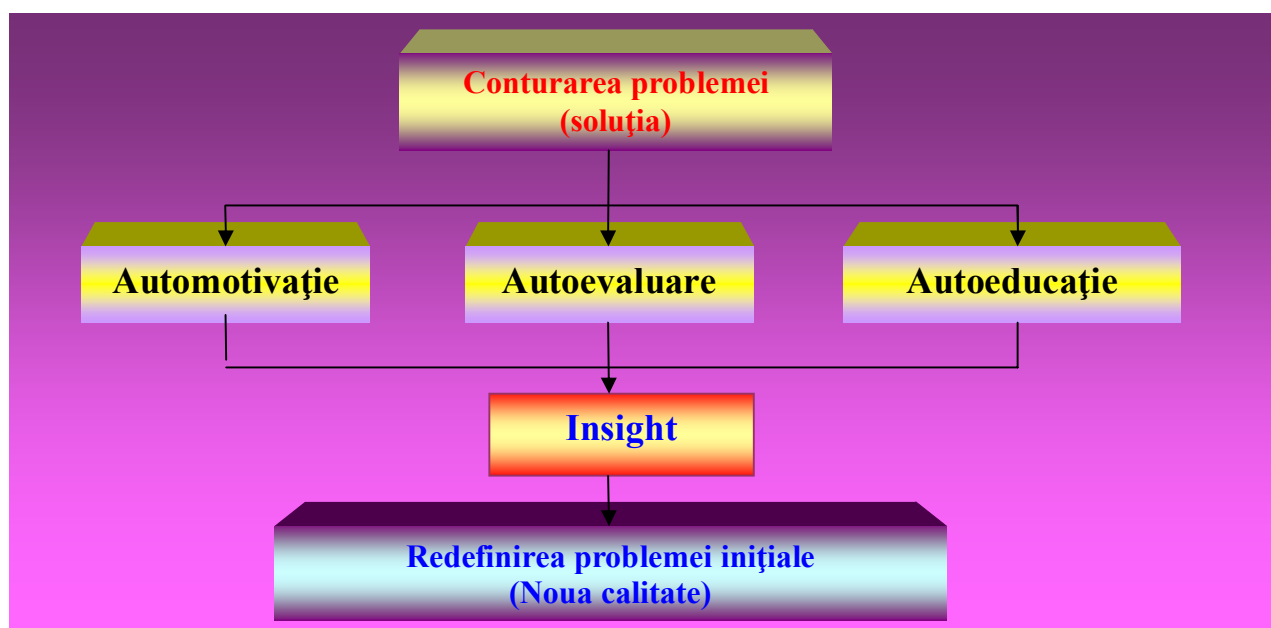 Conturarea problemei
(soluţia)
Automotivaţie
Autoevaluare
Autoeducaţie
Insight
Redefinirea problemei iniţiale
(Noua calitate)